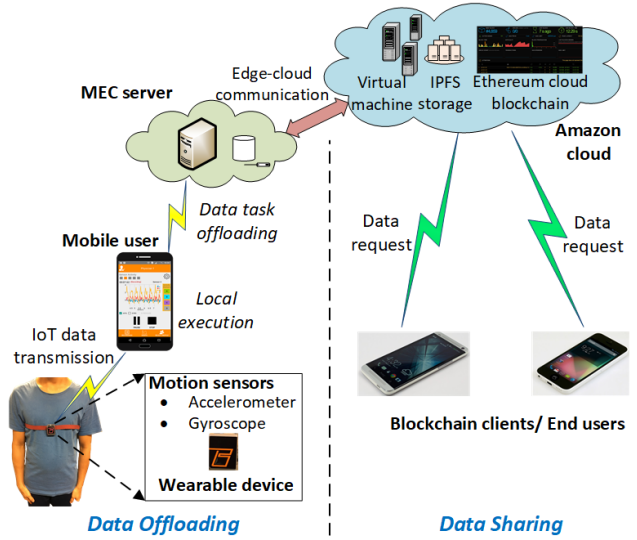 Edge-cloud
communication
MEC server
Virtual
machine
IPFS
storage
Ethereum cloud
blockchain
Amazon
cloud
Data task
offloading
Mobile user
Local
execution
IoT data
transmission
Motion sensors
● Accelerometer
● Gyroscope
Wearable device
Data
request
Data
request
Blockchain clients/ End users
Data Offloading
Data Sharing